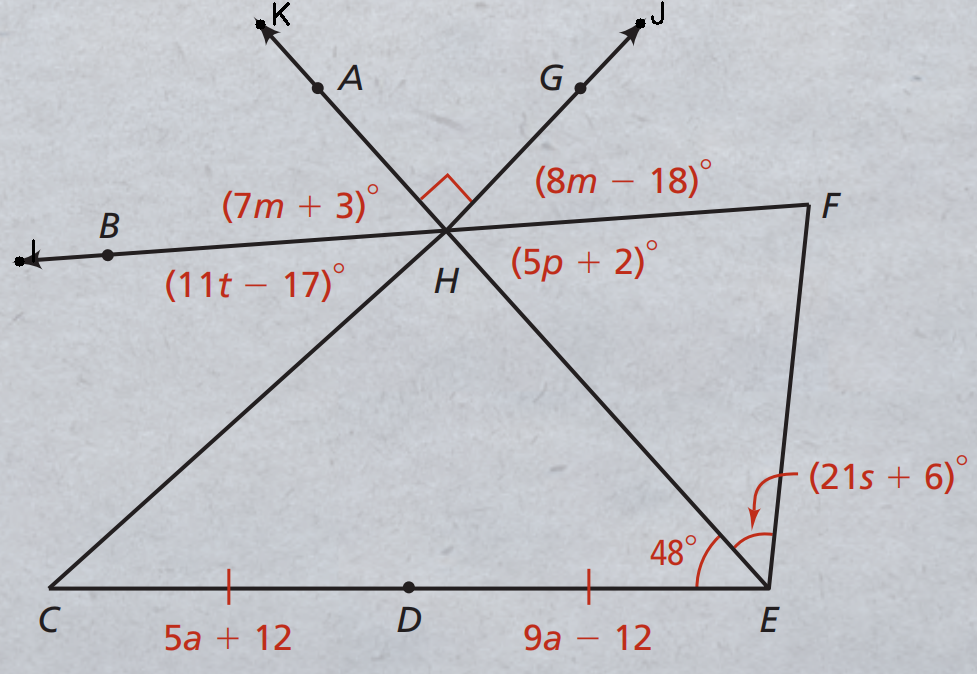 K
J
A
G
(8m − 18)°
(7m + 3)°
F
B
I
(5p + 2)°
(11t − 17)°
H
(21s + 6)°
48°
C
D
E
5a + 12
9a − 12